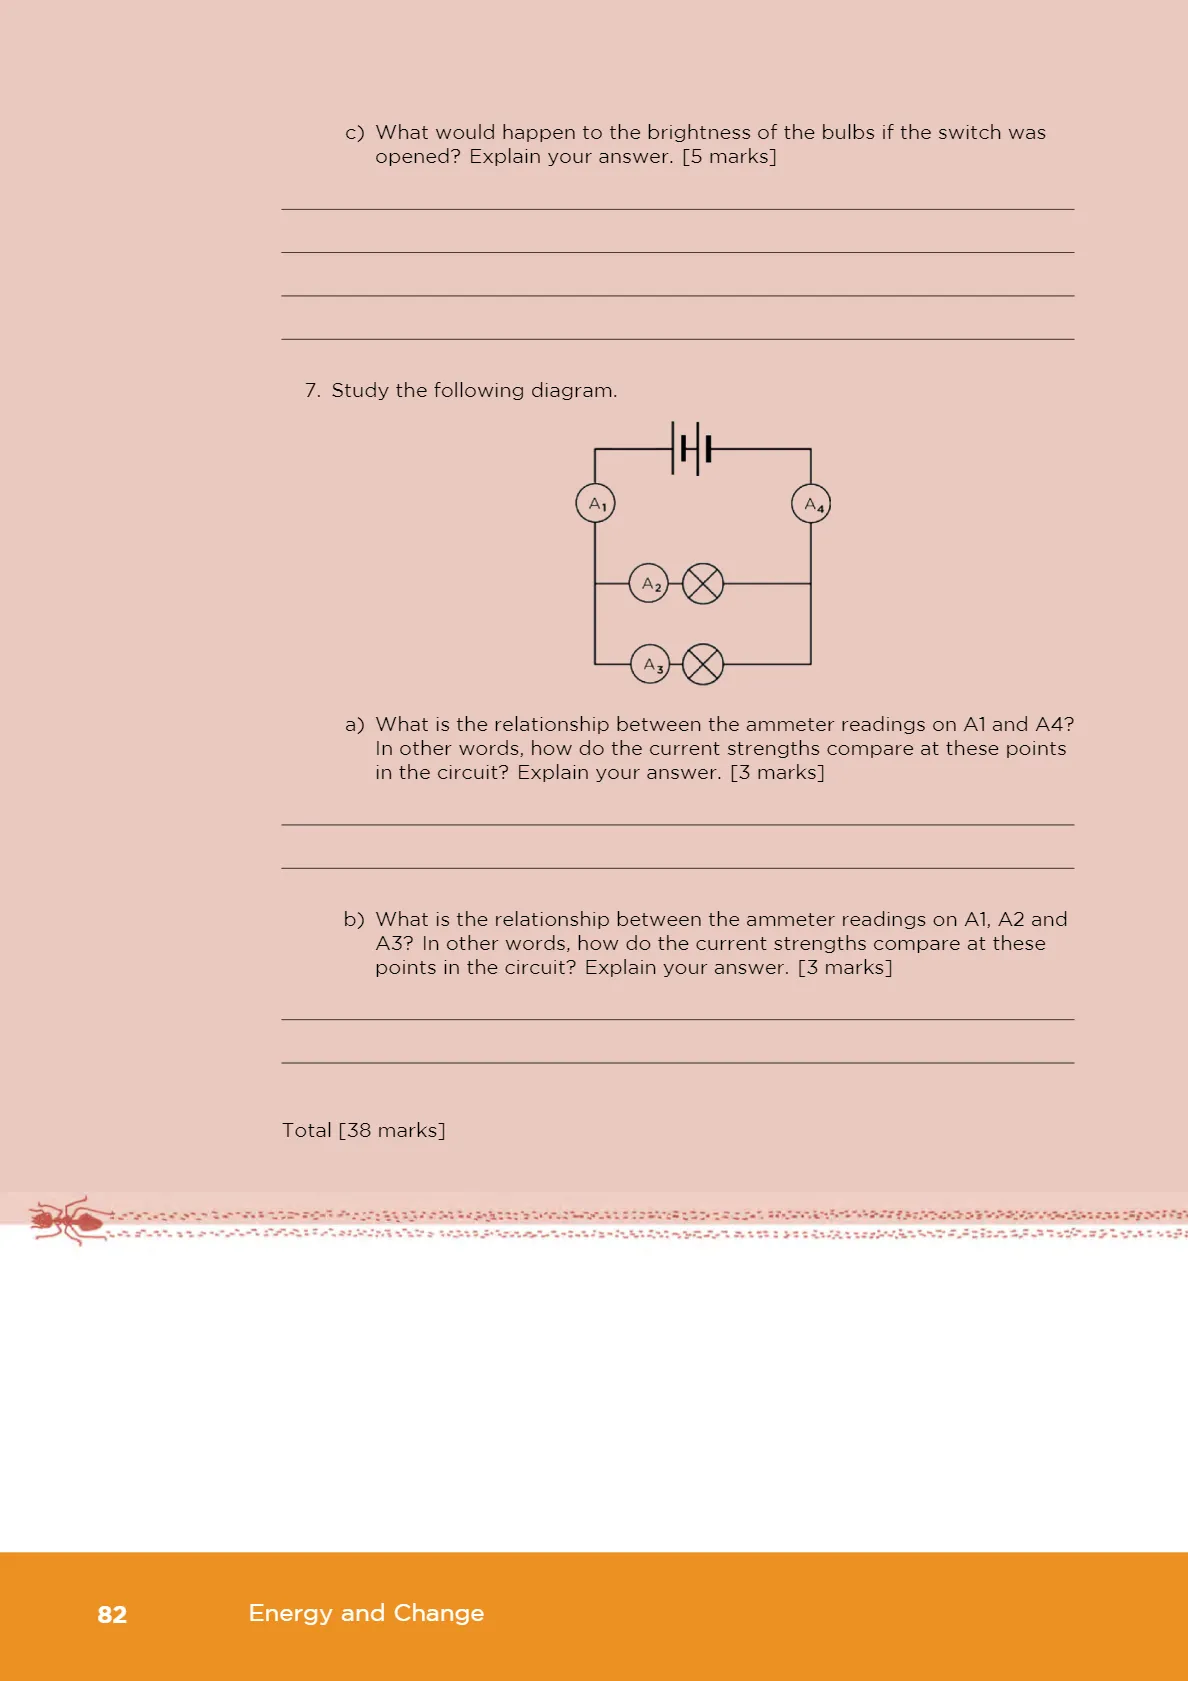 c) What would happen to the brightness of the bulbs if the switch was
opened? Explain your answer. [5 marks]
7. Study the following diagram.
A1
A4
A2
A3
a) What is the relationship between the ammeter readings on A1 and A4?
In other words, how do the current strengths compare at these points
in the circuit? Explain your answer. [3 marks]
b) What is the relationship between the ammeter readings on A1, A2 and
A3? In other words, how do the current strengths compare at these
points in the circuit? Explain your answer. [3 marks]
Total [38 marks]
82 Energy and Change